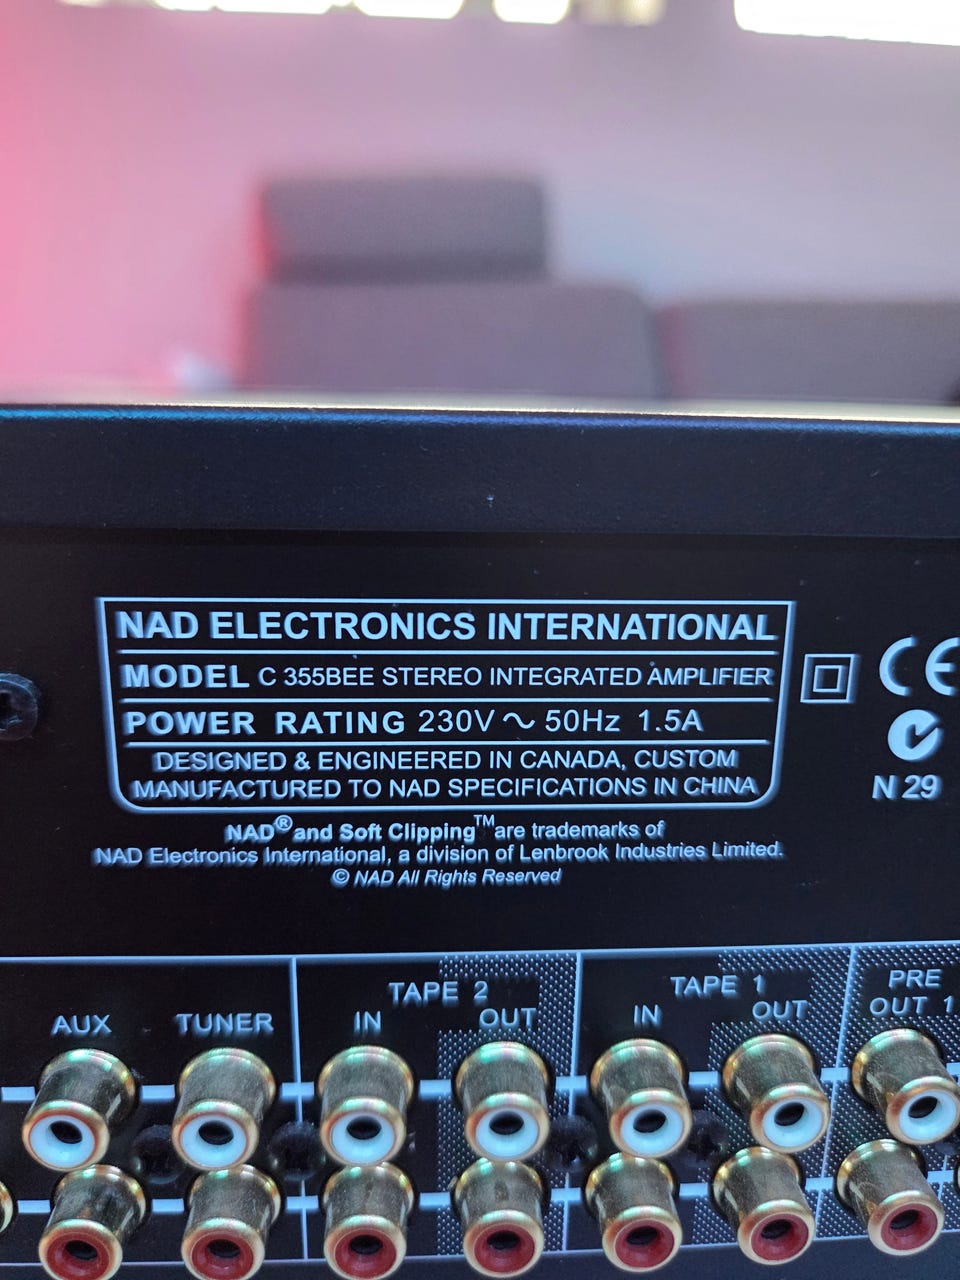 NAD ELECTRONICS INTERNATIONAL
MODEL C 355BEE STEREO INTEGRATED AMPLIFIER
POWER RATING 230V ~ 50Hz 1.5A
DESIGNED & ENGINEERED IN CANADA, CUSTOM
MANUFACTURED TO NAD SPECIFICATIONS IN CHINA
CE
N 29
NAD® and Soft Clipping™ are trademarks of
NAD Electronics International, a division of Lenbrook Industries Limited.
© NAD All Rights Reserved
AUX
TUNER
TAPE 2
IN
OUT
TAPE 1
IN
OUT
PRE
OUT 1